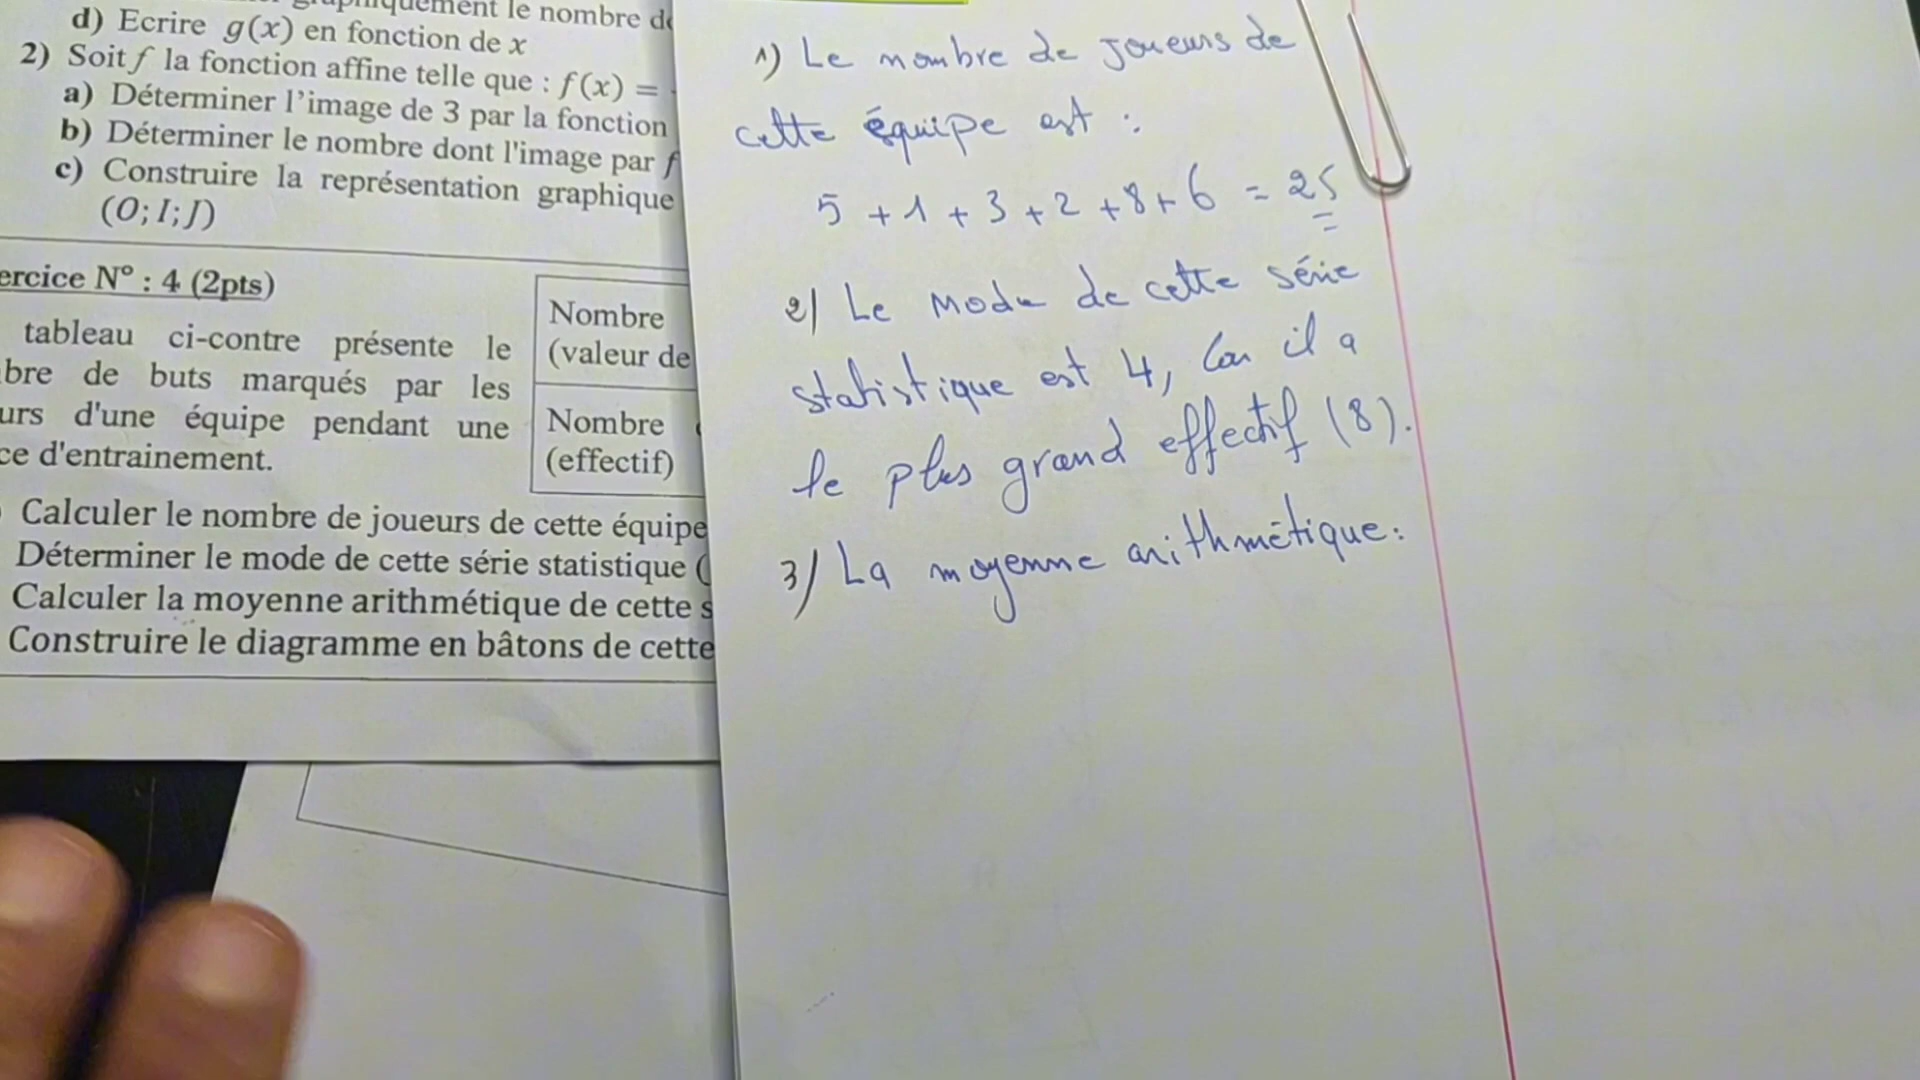 graphiquement le nombre de
d) Ecrire g(x) en fonction de x
2) Soit f la fonction affine telle que : f(x) =
a) Déterminer l'image de 3 par la fonction
b) Déterminer le nombre dont l'image par f
c) Construire la représentation graphique
(O; I; J)
ercice N° : 4 (2pts)
tableau ci-contre présente le
bre de buts marqués par les
urs d'une équipe pendant une
ce d'entrainement.
Nombre
(valeur de
Nombre
(effectif)
Calculer le nombre de joueurs de cette équipe
Déterminer le mode de cette série statistique (
Calculer la moyenne arithmétique de cette s
Construire le diagramme en bâtons de cette
1) Le nombre de joueurs de
cette équipe est :
5 + 1 + 3 + 2 + 8 + 6 = 25
2) Le mode de cette série
statistique est 4, Car il a
le plus grand effectif (8).
3) La moyenne arithmétique: